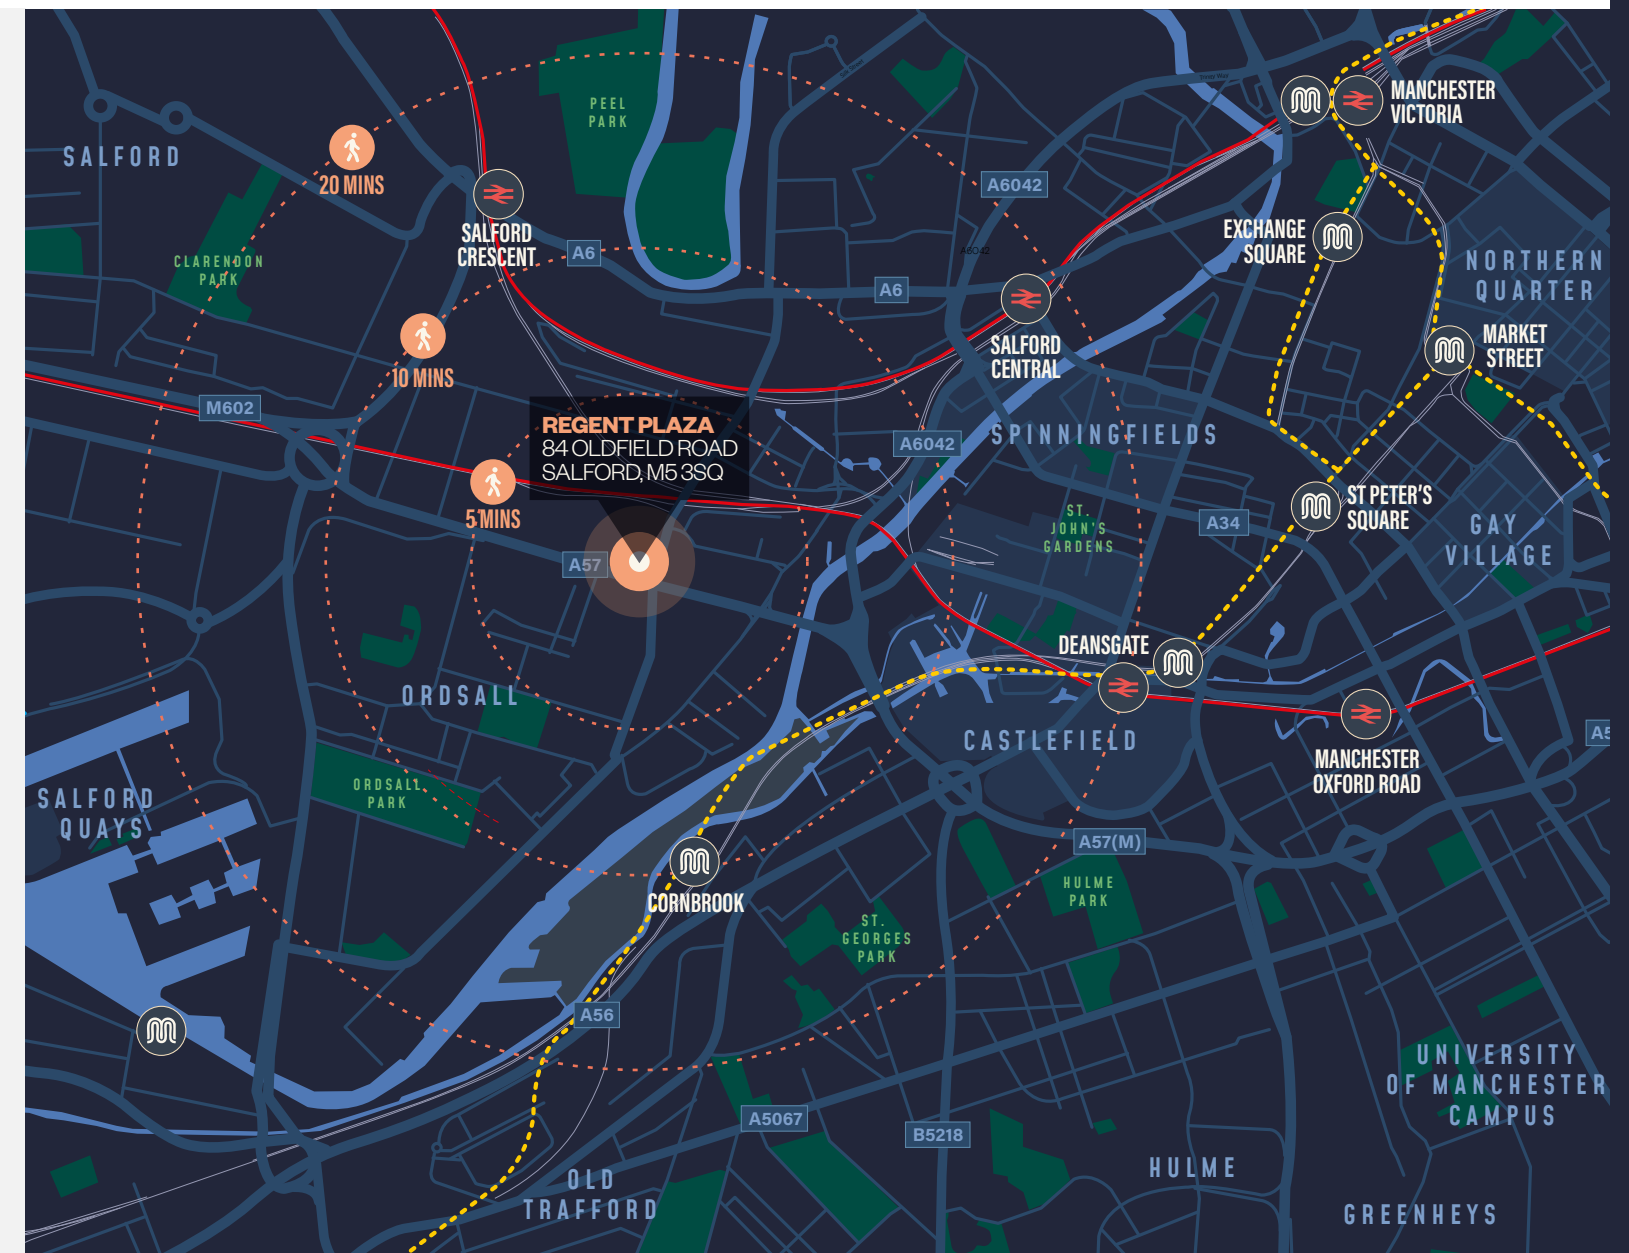 MANCHESTER
VICTORIA
SALFORD
PEEL
PARK
20 MINS
A6042
SALFORD
CRESCENT
EXCHANGE
SQUARE
A6
A6042
CLARENDON
PARK
NORTHERN
QUARTER
A6
MARKET
STREET
SALFORD
CENTRAL
10 MINS
M602
REGENT PLAZA
84 OLDFIELD ROAD
SALFORD, M5 3SQ
A6042
SPINNINGFIELDS
ST PETER'S
SQUARE
5 MINS
ST.
JOHN'S
GARDENS
A34
GAY
VILLAGE
A57
DEANSGATE
ORDSALL
CASTLEFIELD
A5
MANCHESTER
OXFORD ROAD
ORDSALL
PARK
SALFORD
QUAYS
A57(M)
HULME
PARK
CORNBROOK
ST.
GEORGES
PARK
A56
UNIVERSITY
OF MANCHESTER
CAMPUS
A5067
B5218
HULME
OLD
TRAFFORD
GREENHEYS